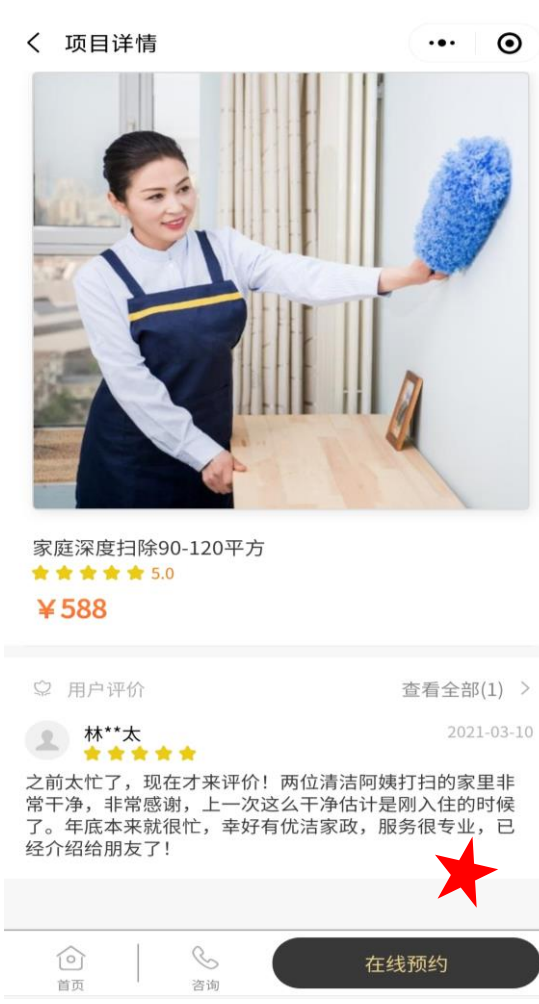 项目详情
家庭深度扫除90-120平方
5.0
￥588
用户评价
查看全部(1)
林**太
2021-03-10
之前太忙了，现在才来评价！两位清洁阿姨打扫的家里非
常干净，非常感谢，上一次这么干净估计是刚入住的时候
了。年底本来就很忙，幸好有优洁家政，服务很专业，已
经介绍给朋友了！
首页
咨询
在线预约